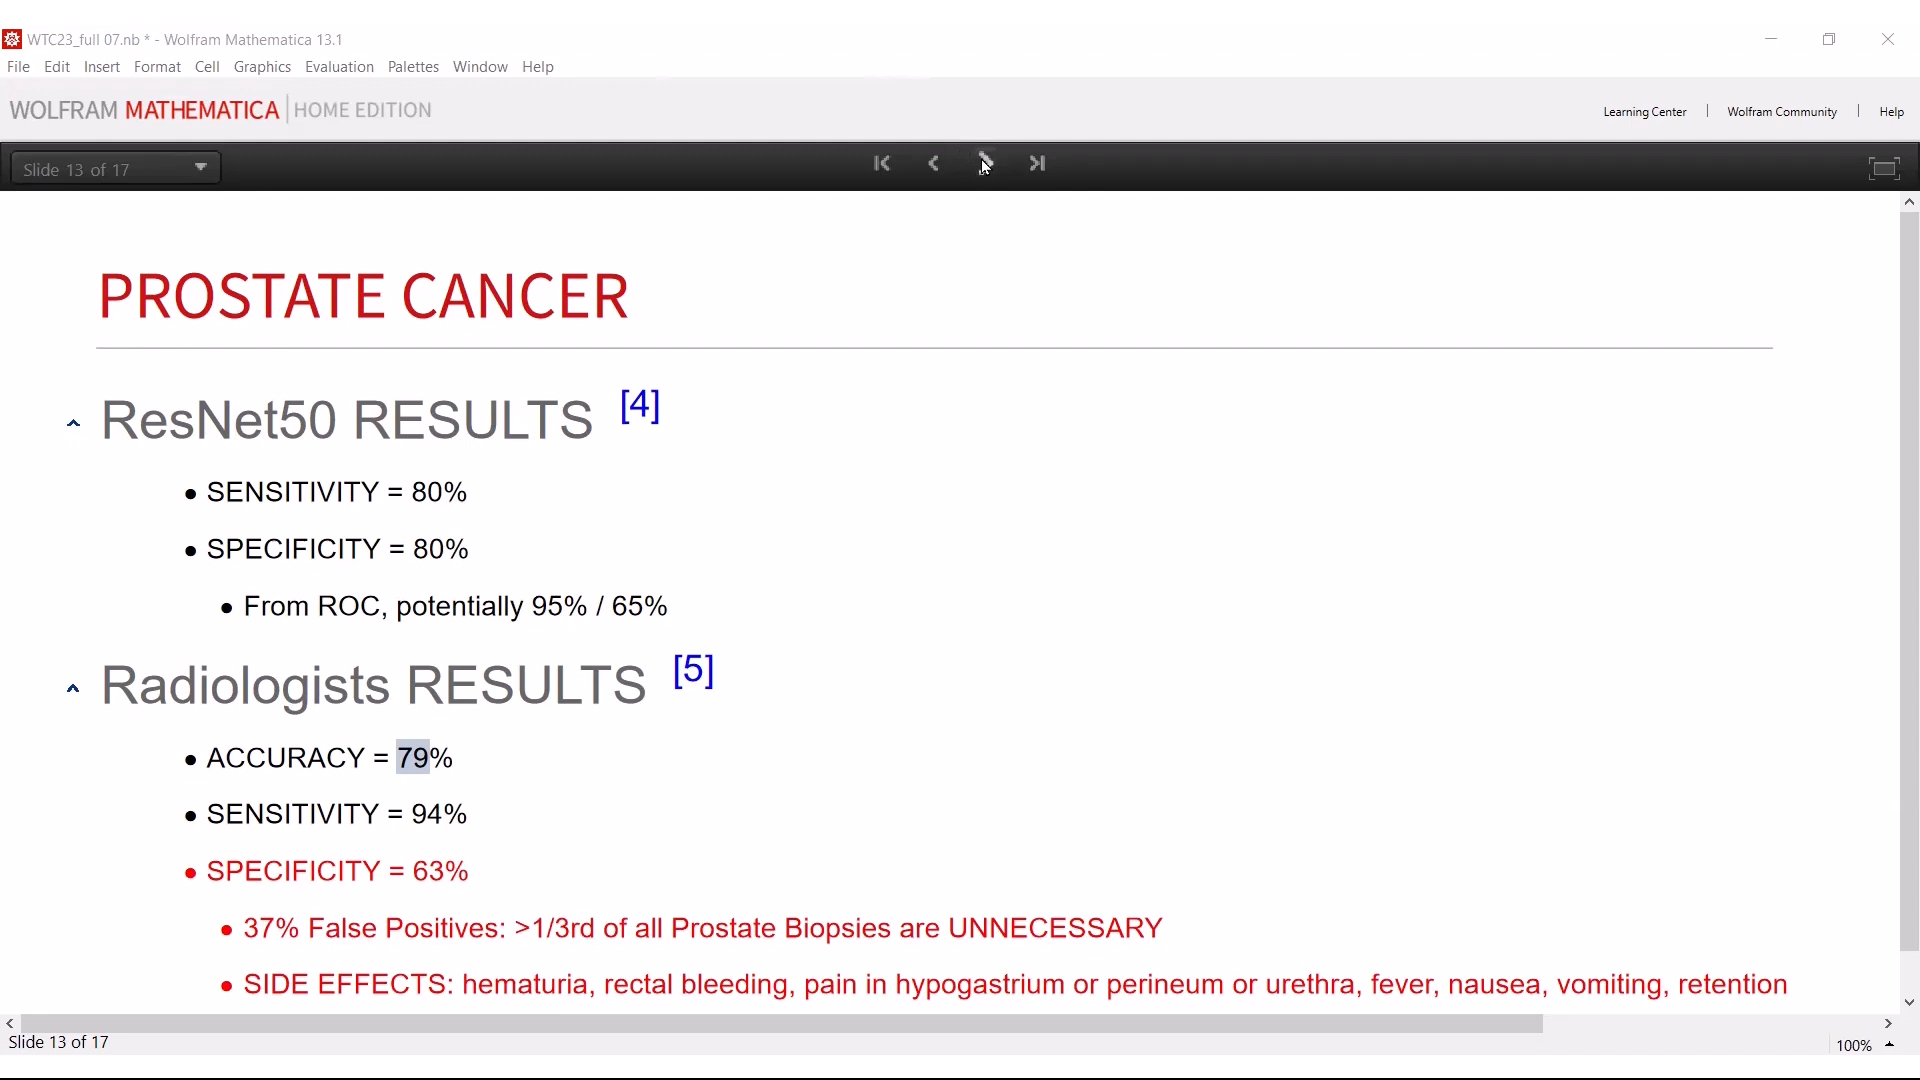 WTC23_full 07.nb * - Wolfram Mathematica 13.1
File Edit Insert Format Cell Graphics Evaluation Palettes Window Help
WOLFRAM MATHEMATICA | HOME EDITION
Learning Center | Wolfram Community | Help
Slide 13 of 17
PROSTATE CANCER
ResNet50 RESULTS [4]
• SENSITIVITY = 80%
• SPECIFICITY = 80%
• From ROC, potentially 95% / 65%
Radiologists RESULTS [5]
• ACCURACY = 79%
• SENSITIVITY = 94%
• SPECIFICITY = 63%
• 37% False Positives: >1/3rd of all Prostate Biopsies are UNNECESSARY
• SIDE EFFECTS: hematuria, rectal bleeding, pain in hypogastrium or perineum or urethra, fever, nausea, vomiting, retention
Slide 13 of 17
100%